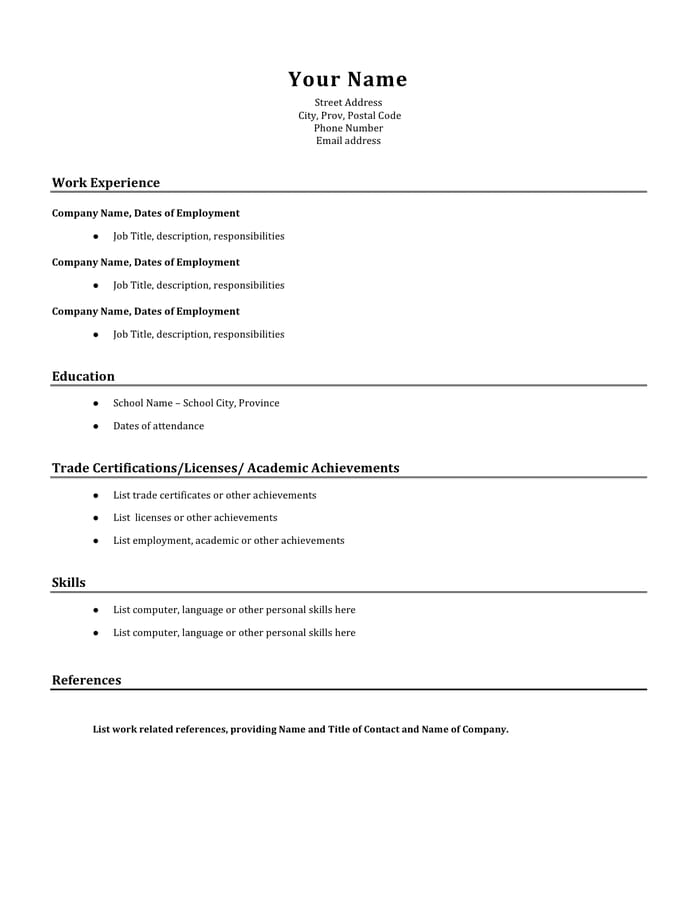 Your Name
Street Address
City, Prov, Postal Code
Phone Number
Email address
Work Experience
Company Name, Dates of Employment
● Job Title, description, responsibilities
Company Name, Dates of Employment
● Job Title, description, responsibilities
Company Name, Dates of Employment
● Job Title, description, responsibilities
Education
● School Name – School City, Province
● Dates of attendance
Trade Certifications/Licenses/ Academic Achievements
● List trade certificates or other achievements
● List  licenses or other achievements
● List employment, academic or other achievements
Skills
● List computer, language or other personal skills here
● List computer, language or other personal skills here
References
List work related references, providing Name and Title of Contact and Name of Company.